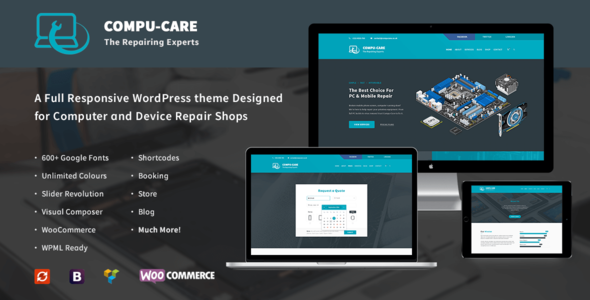 COMPU-CARE
The Repairing Experts
A Full Responsive WordPress theme Designed
for Computer and Device Repair Shops
• 600+ Google Fonts
• Unlimited Colours
• Slider Revolution
• Visual Composer
• WooCommerce
• WPML Ready
• Shortcodes
• Booking
• Store
• Blog
• Much More!
B
WOO COMMERCE
COMPU-CARE
The Best Choice For
PC & Mobile Repair
Request a Quote